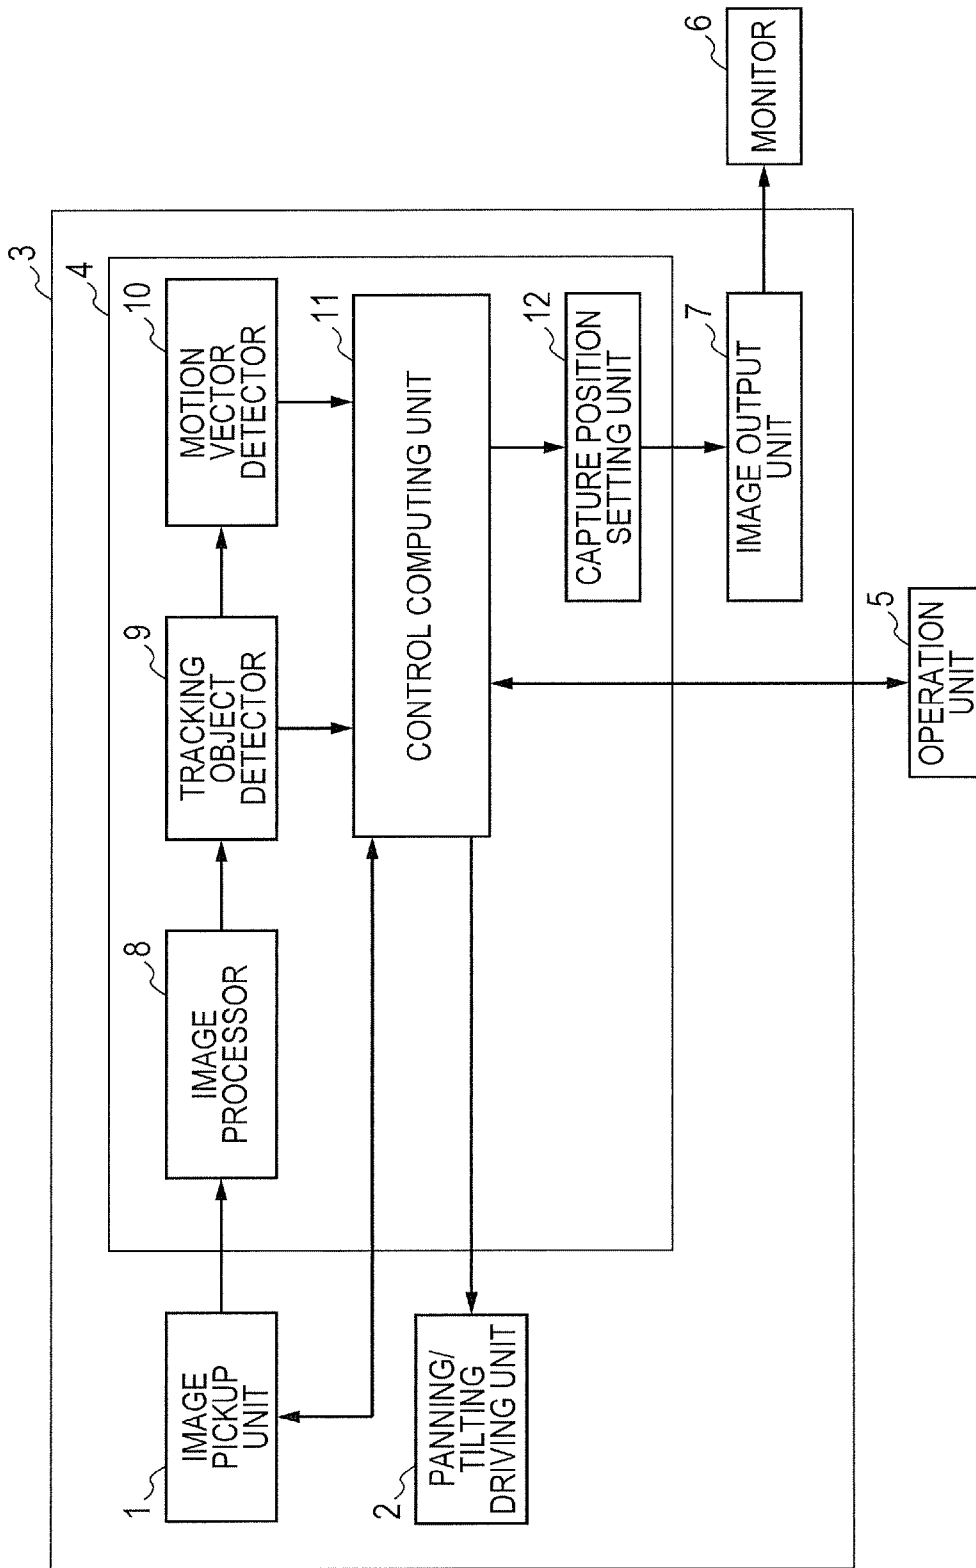 3
4
1
IMAGE
PICKUP
UNIT
8
IMAGE
PROCESSOR
9
TRACKING
OBJECT
DETECTOR
10
MOTION
VECTOR
DETECTOR
11
CONTROL COMPUTING UNIT
2
PANNING/
TILTING
DRIVING UNIT
12
CAPTURE POSITION
SETTING UNIT
7
IMAGE OUTPUT
UNIT
6
MONITOR
5
OPERATION
UNIT